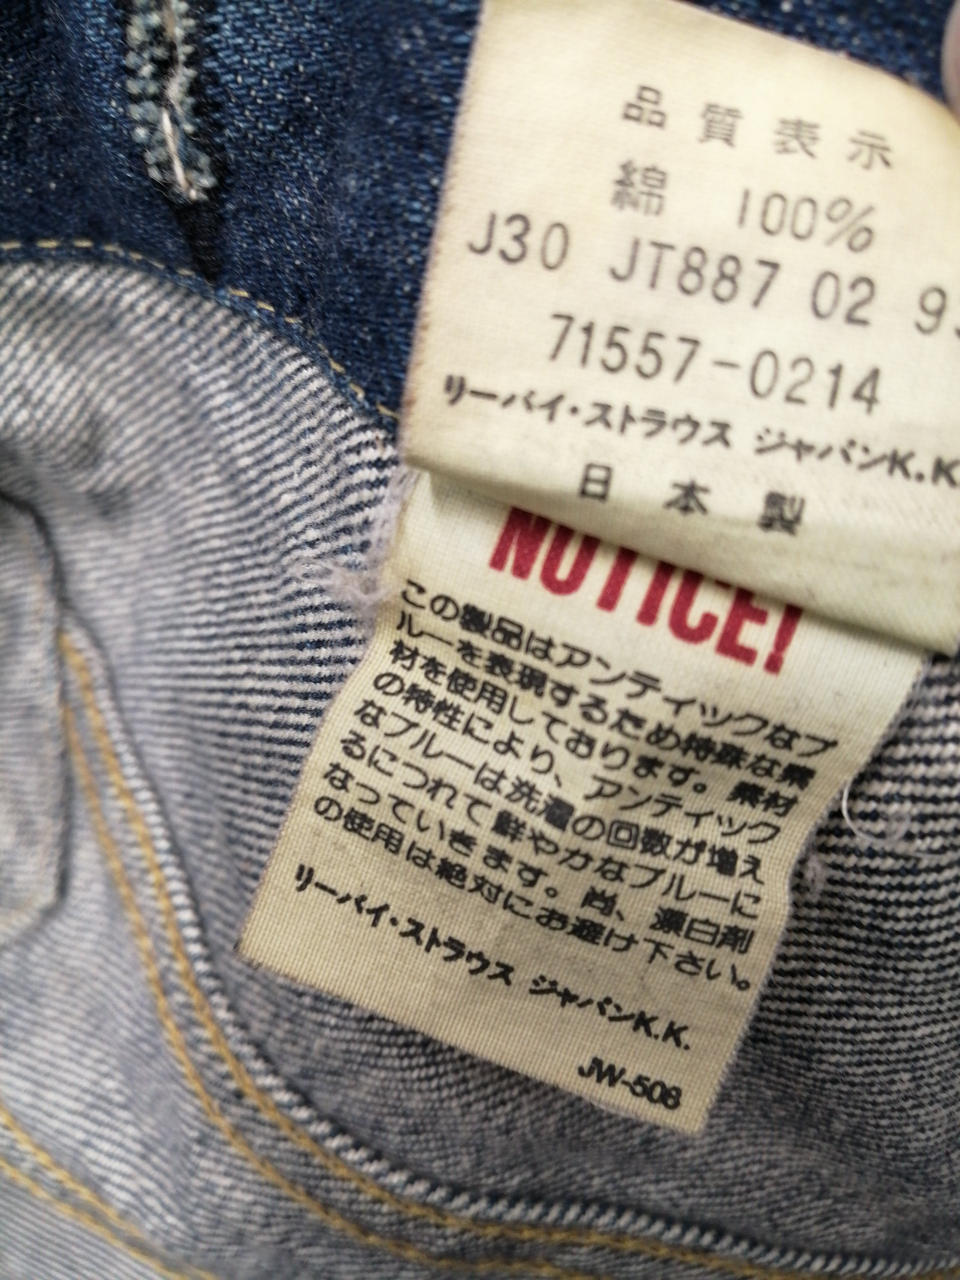 品質表示
綿 100%
J30 JT887 02 9
71557-0214
リーバイ・ストラウス ジャパンK.K.
日本製
NOTICE!
この製品はアンティックなブ
ルーを表現するため特殊な素
材を使用しております。素材
の特性により、アンティック
なブルーは洗濯の回数が増え
るにつれて鮮やかなブルーに
なっていきます。尚、漂白剤
の使用は絶対にお避け下さい。
リーバイ・ストラウス ジャパンK.K.
JW-508